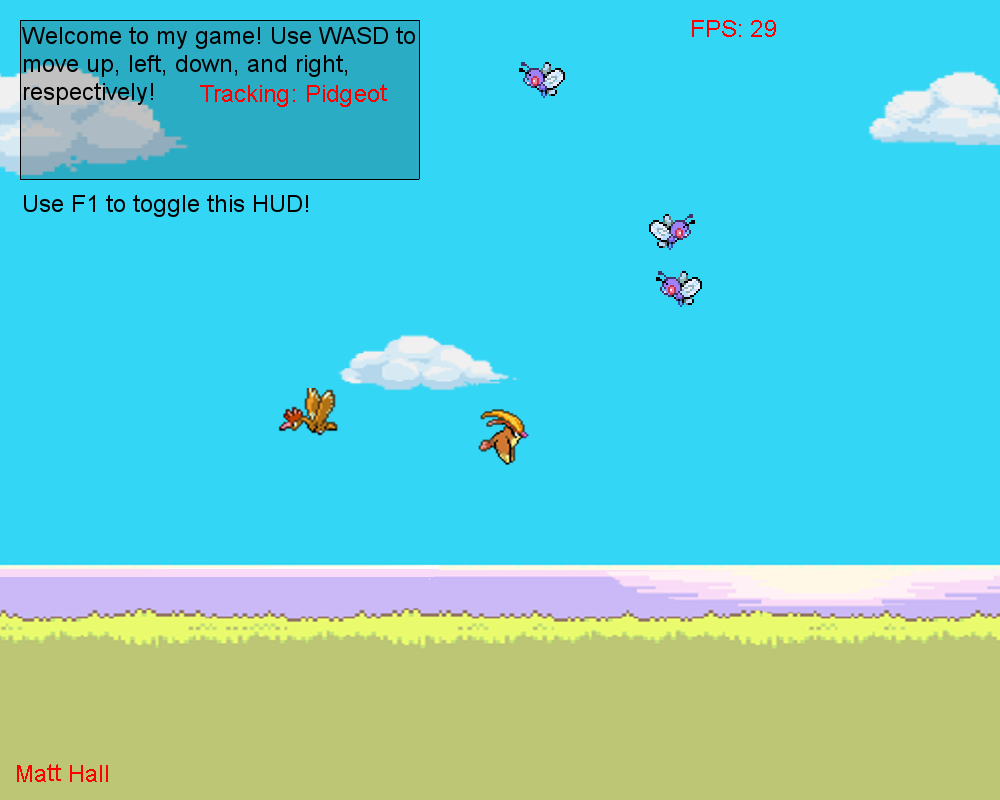 Welcome to my game! Use WASD to
move up, left, down, and right,
respectively!
Tracking: Pidgeot
Use F1 to toggle this HUD!
FPS: 29
Matt Hall